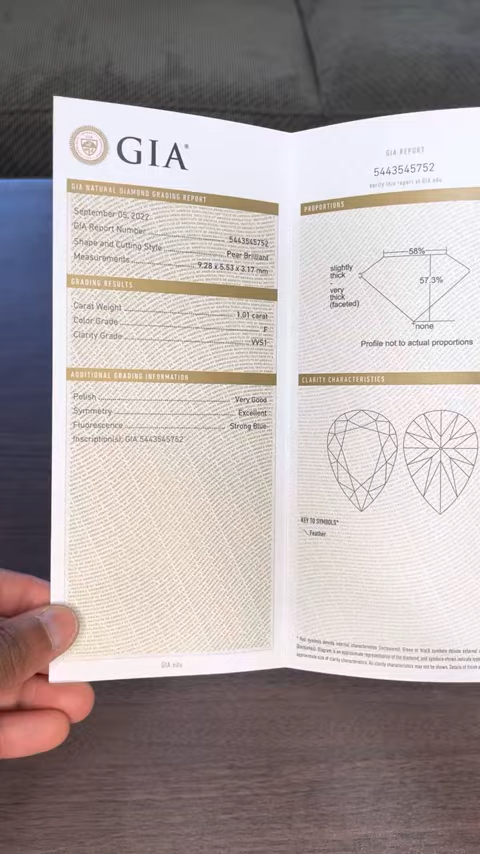 GIA®
GIA NATURAL DIAMOND GRADING REPORT
September 05, 2022
GIA Report Number 5443545752
Shape and Cutting Style Pear Brilliant
Measurements 9.28 x 5.53 x 3.17 mm
GRADING RESULTS
Carat Weight 1.01 carat
Color Grade F
Clarity Grade VVS1
ADDITIONAL GRADING INFORMATION
Polish Very Good
Symmetry Excellent
Fluorescence Strong Blue
Inscription(s): GIA 5443545752
GIA.edu
GIA REPORT
5443545752
Verify this report at GIA.edu
PROPORTIONS
58%
slightly
thick
-
very
thick
(faceted)
57.3%
none
Profile not to actual proportions
CLARITY CHARACTERISTICS
KEY TO SYMBOLS*
Feather